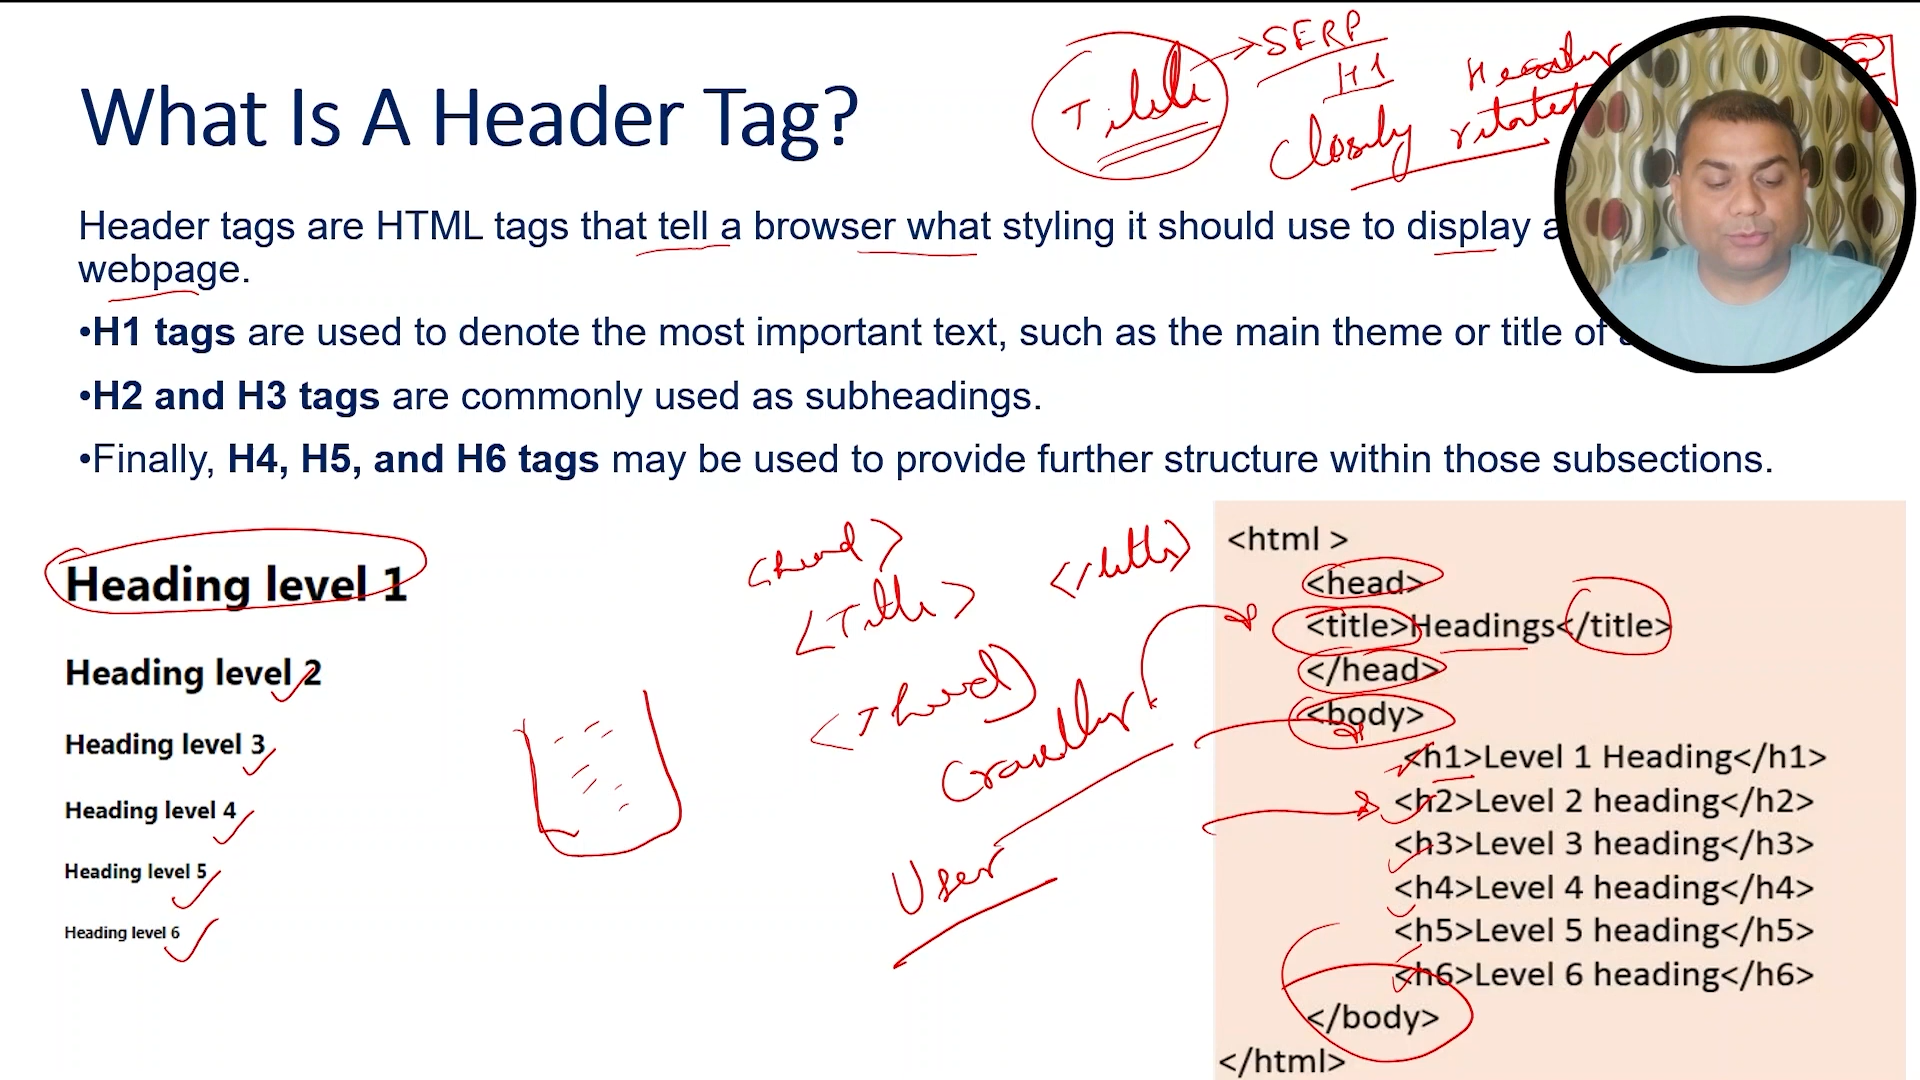 SERP
What Is A Header Tag?
H1
Closely related
Header tags are HTML tags that tell a browser what styling it should use to display a
webpage.
•H1 tags are used to denote the most important text, such as the main theme or title of
•H2 and H3 tags are commonly used as subheadings.
•Finally, H4, H5, and H6 tags may be used to provide further structure within those subsections.
Heading level 1
Heading level 2
Heading level 3
Heading level 4
Heading level 5
Heading level 6
User
<html >
<head>
<title>Headings</title>
</head>
<body>
<h1>Level 1 Heading</h1>
<h2>Level 2 heading</h2>
<h3>Level 3 heading</h3>
<h4>Level 4 heading</h4>
<h5>Level 5 heading</h5>
<h6>Level 6 heading</h6>
</body>
</html>